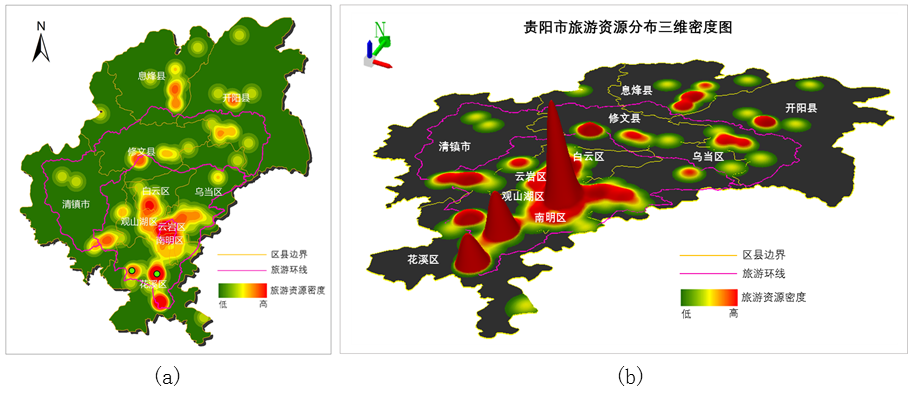 N
息烽县
开阳县
修文县
白云区
乌当区
清镇市
观山湖区
云岩区
南明区
花溪区
区县边界
旅游环线
旅游资源密度
低 高
(a)
贵阳市旅游资源分布三维密度图
N
息烽县
开阳县
修文县
清镇市
白云区
乌当区
云岩区
观山湖区
南明区
花溪区
区县边界
旅游环线
旅游资源密度
低 高
(b)